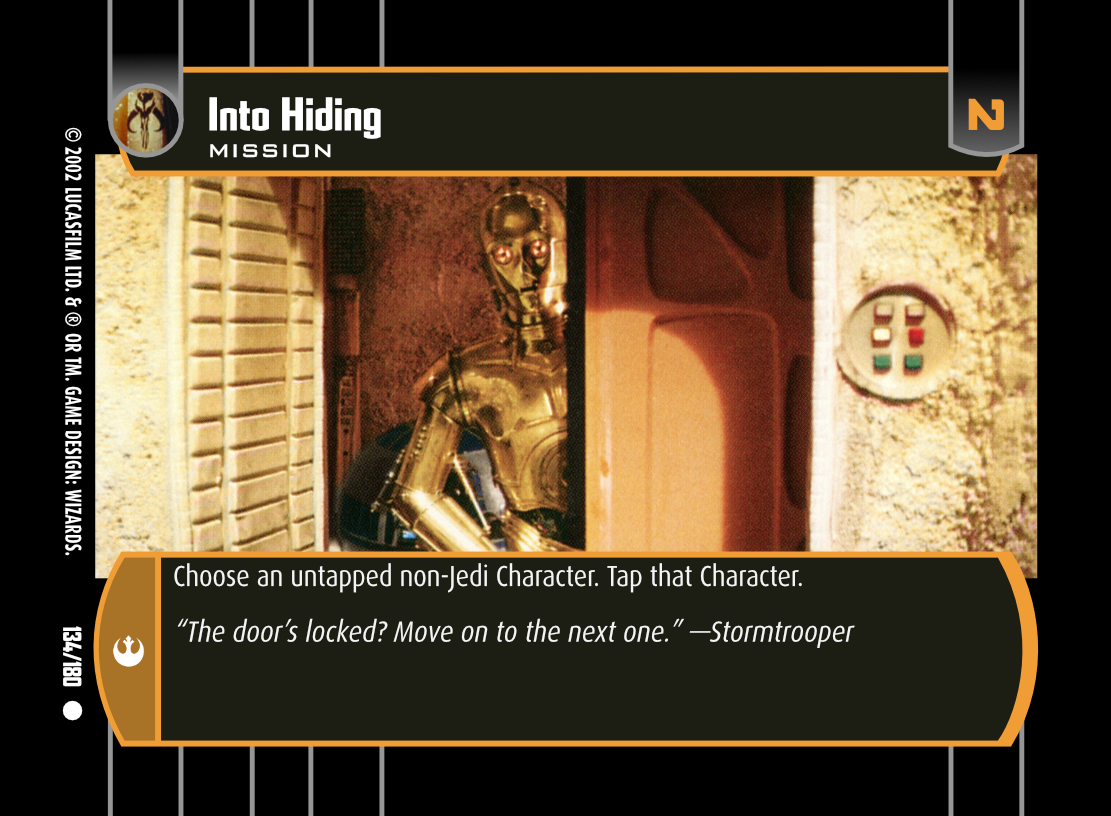 Into Hiding
MISSION
2
© 2002 LUCASFILM LTD. & ® OR TM. GAME DESIGN: WIZARDS.
Choose an untapped non-Jedi Character. Tap that Character.
“The door’s locked? Move on to the next one.” —Stormtrooper
134/180